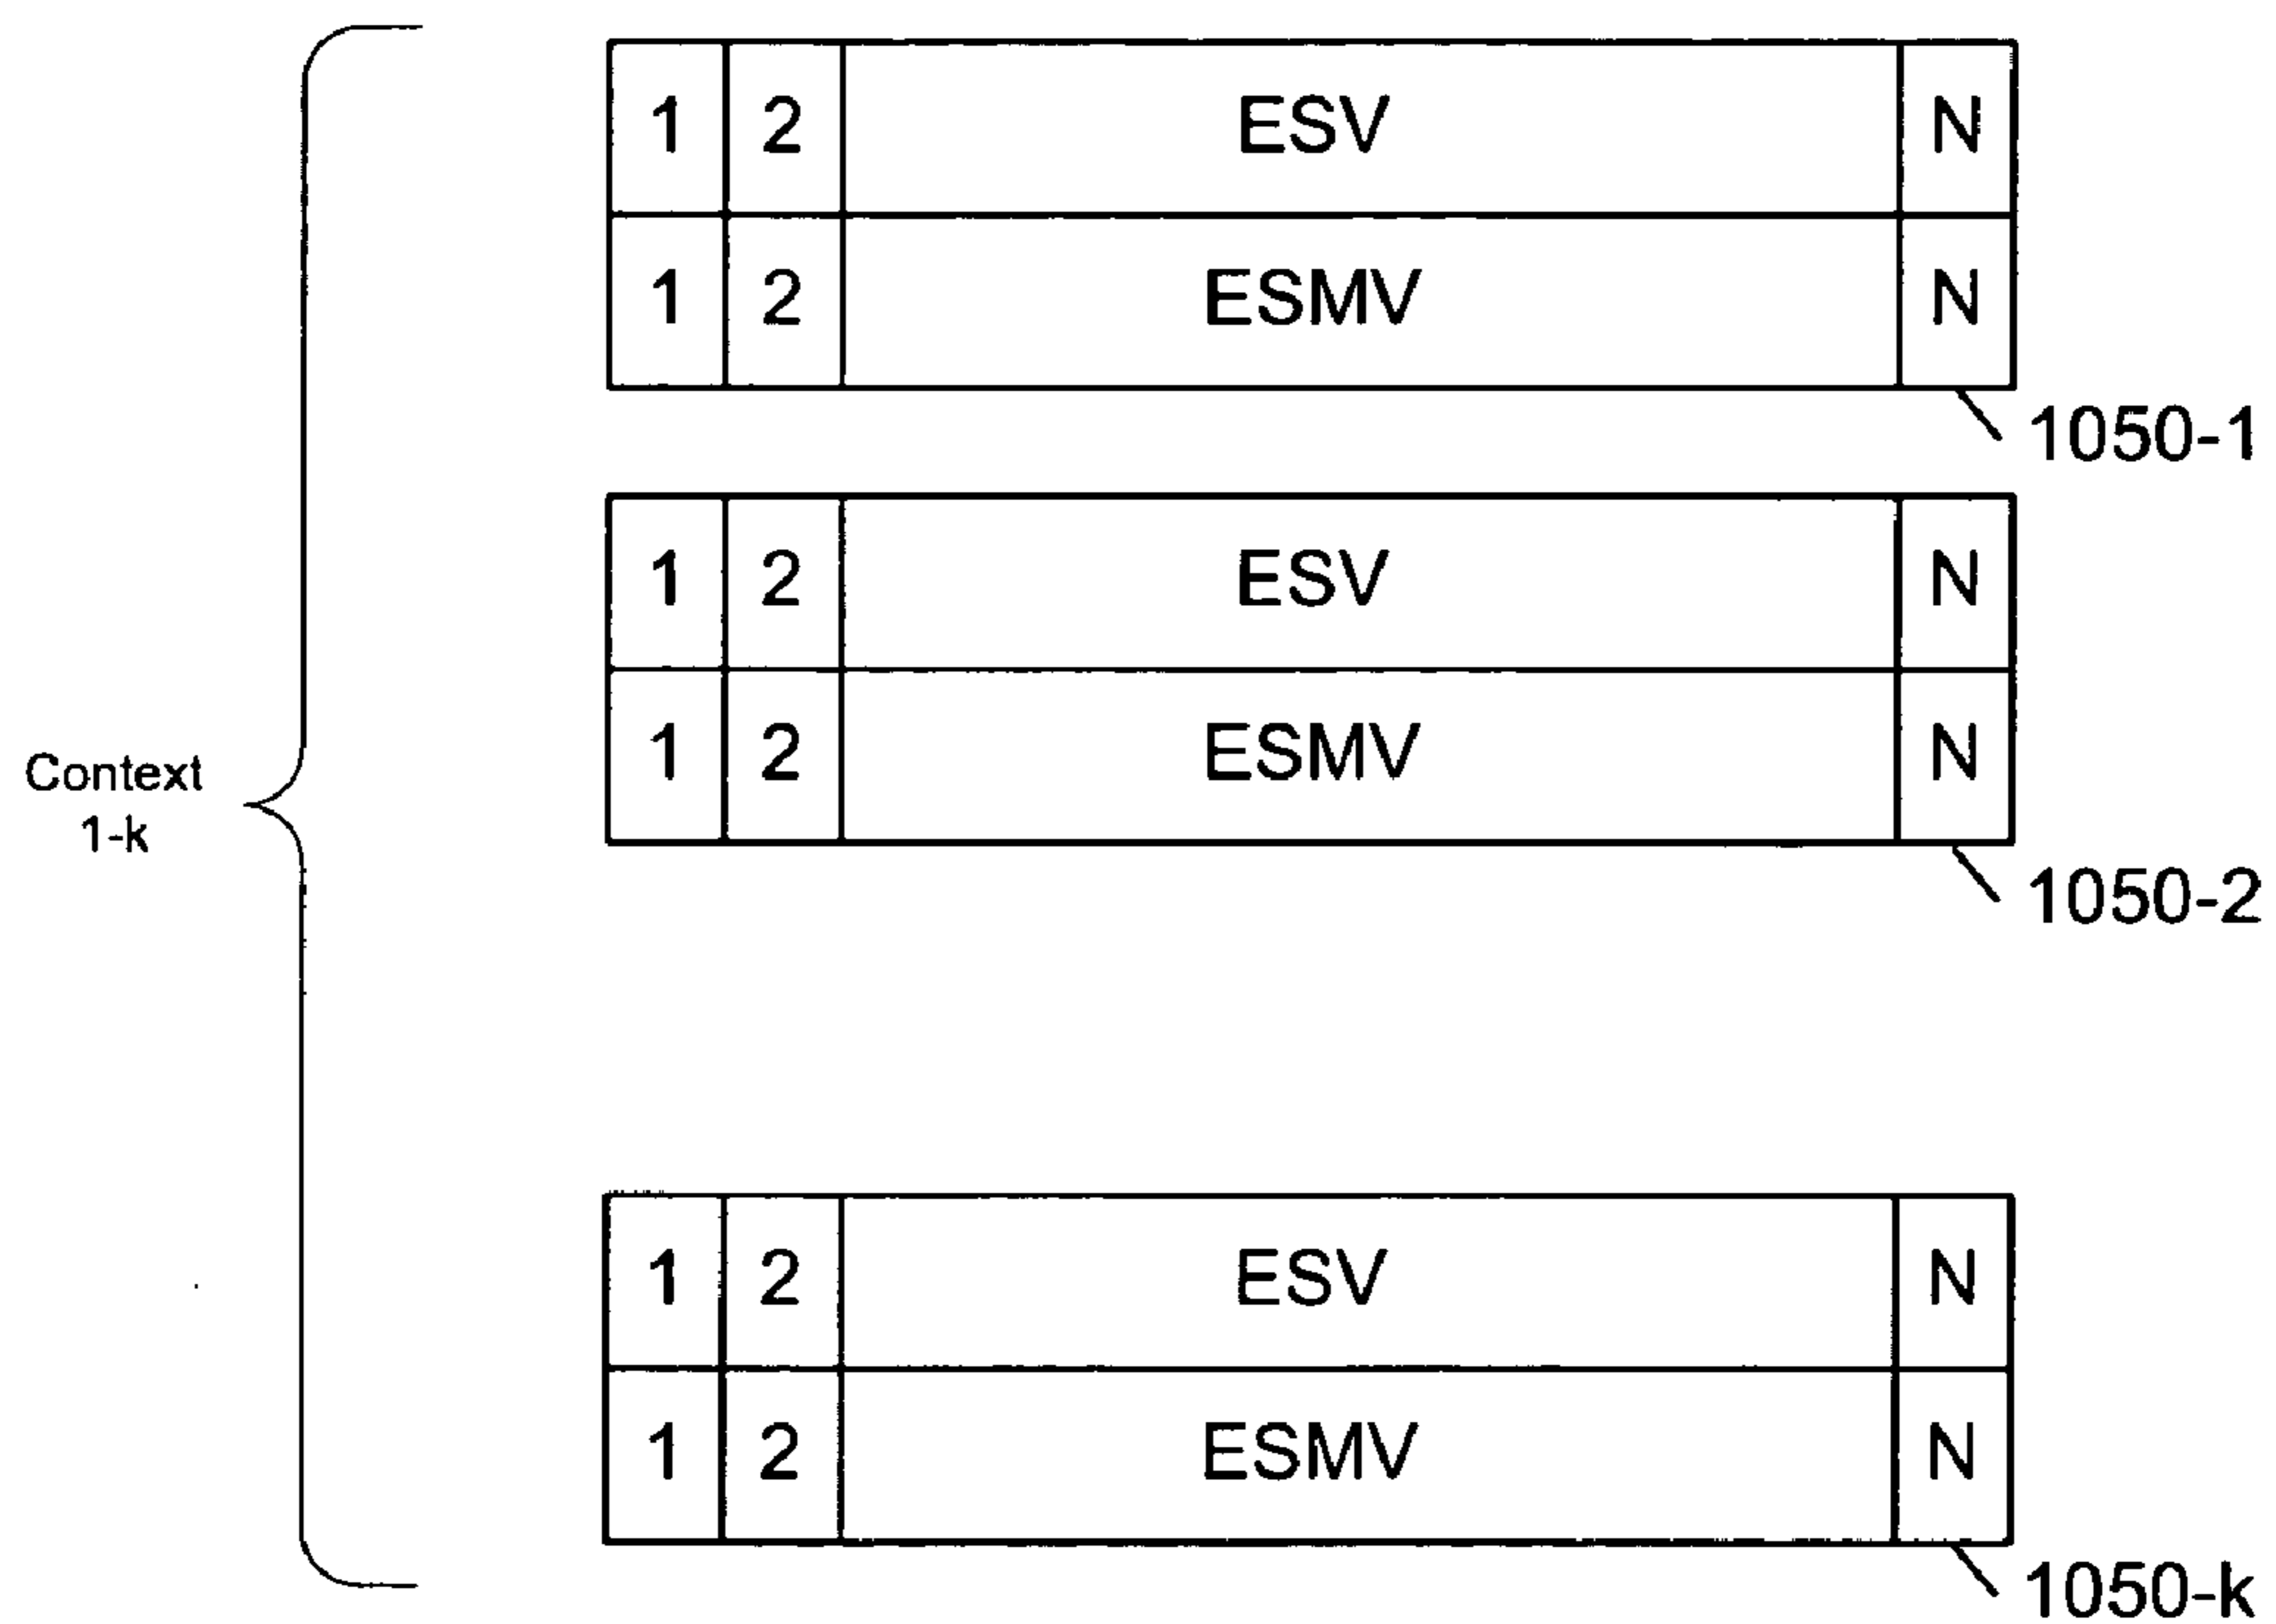 1 2 ESV N
1 2 ESMV N
1050-1
1 2 ESV N
1 2 ESMV N
Context
1-k
1050-2
1 2 ESV N
1 2 ESMV N
1050-k